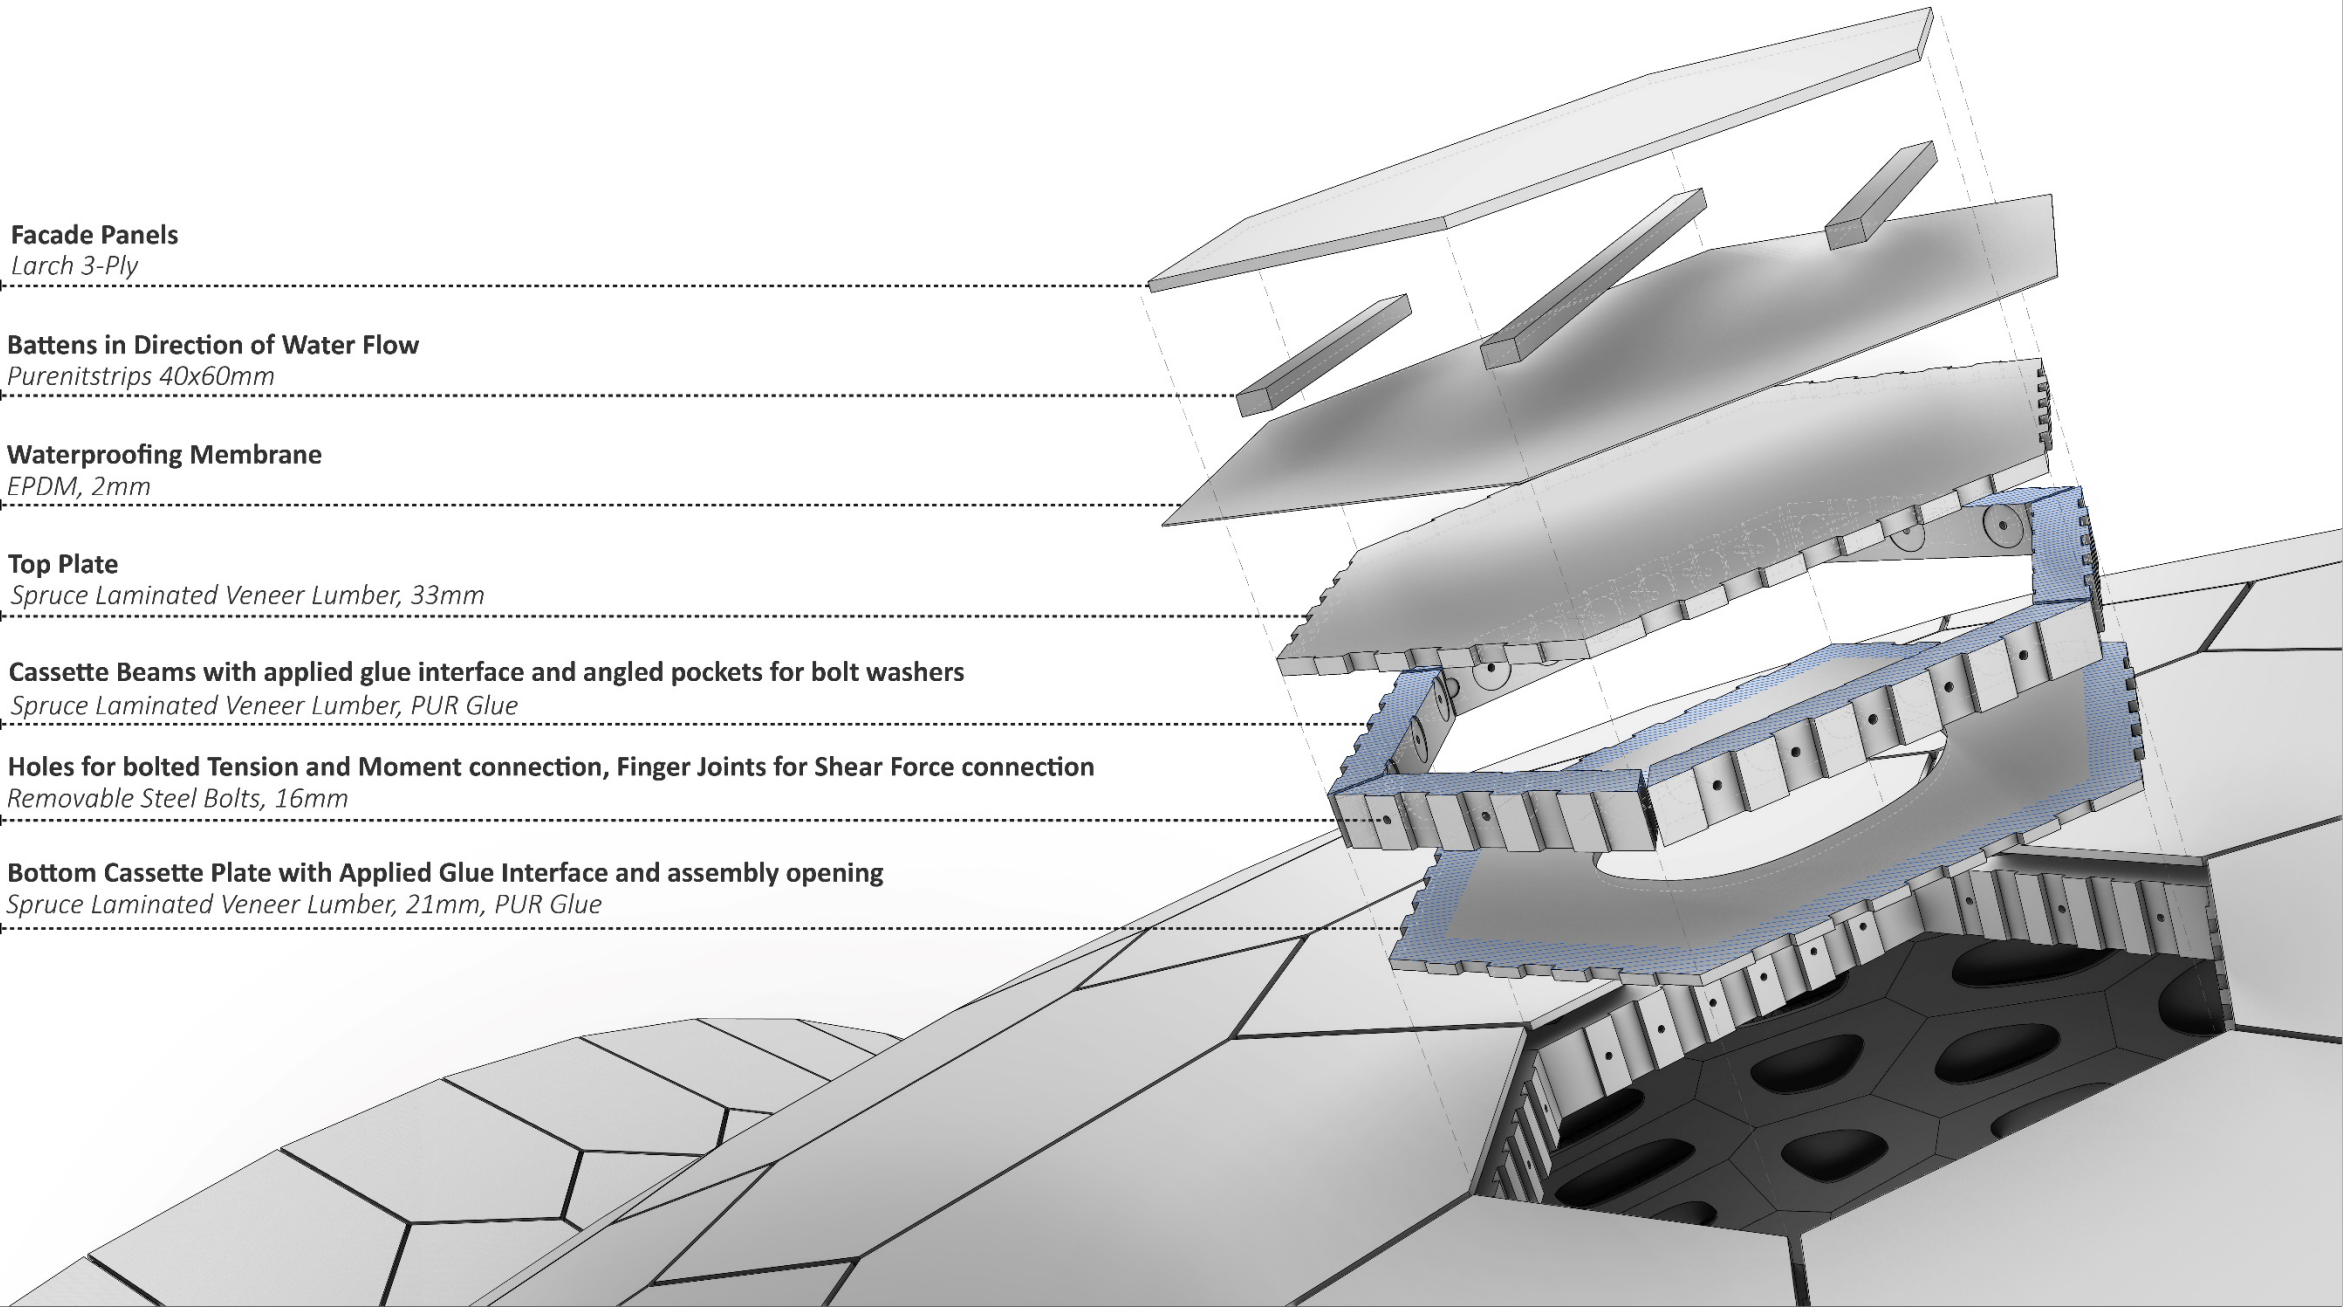 Facade Panels
Larch 3-Ply
Battens in Direction of Water Flow
Purenitstrips 40x60mm
Waterproofing Membrane
EPDM, 2mm
Top Plate
Spruce Laminated Veneer Lumber, 33mm
Cassette Beams with applied glue interface and angled pockets for bolt washers
Spruce Laminated Veneer Lumber, PUR Glue
Holes for bolted Tension and Moment connection, Finger Joints for Shear Force connection
Removable Steel Bolts, 16mm
Bottom Cassette Plate with Applied Glue Interface and assembly opening
Spruce Laminated Veneer Lumber, 21mm, PUR Glue